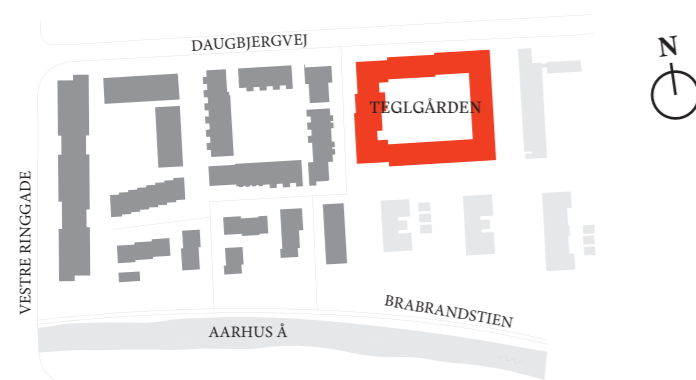 DAUGBJERGVEJ
N
TEGLGÅRDEN
VESTRE RINGGADE
BRABRANDSTIEN
AARHUS Å